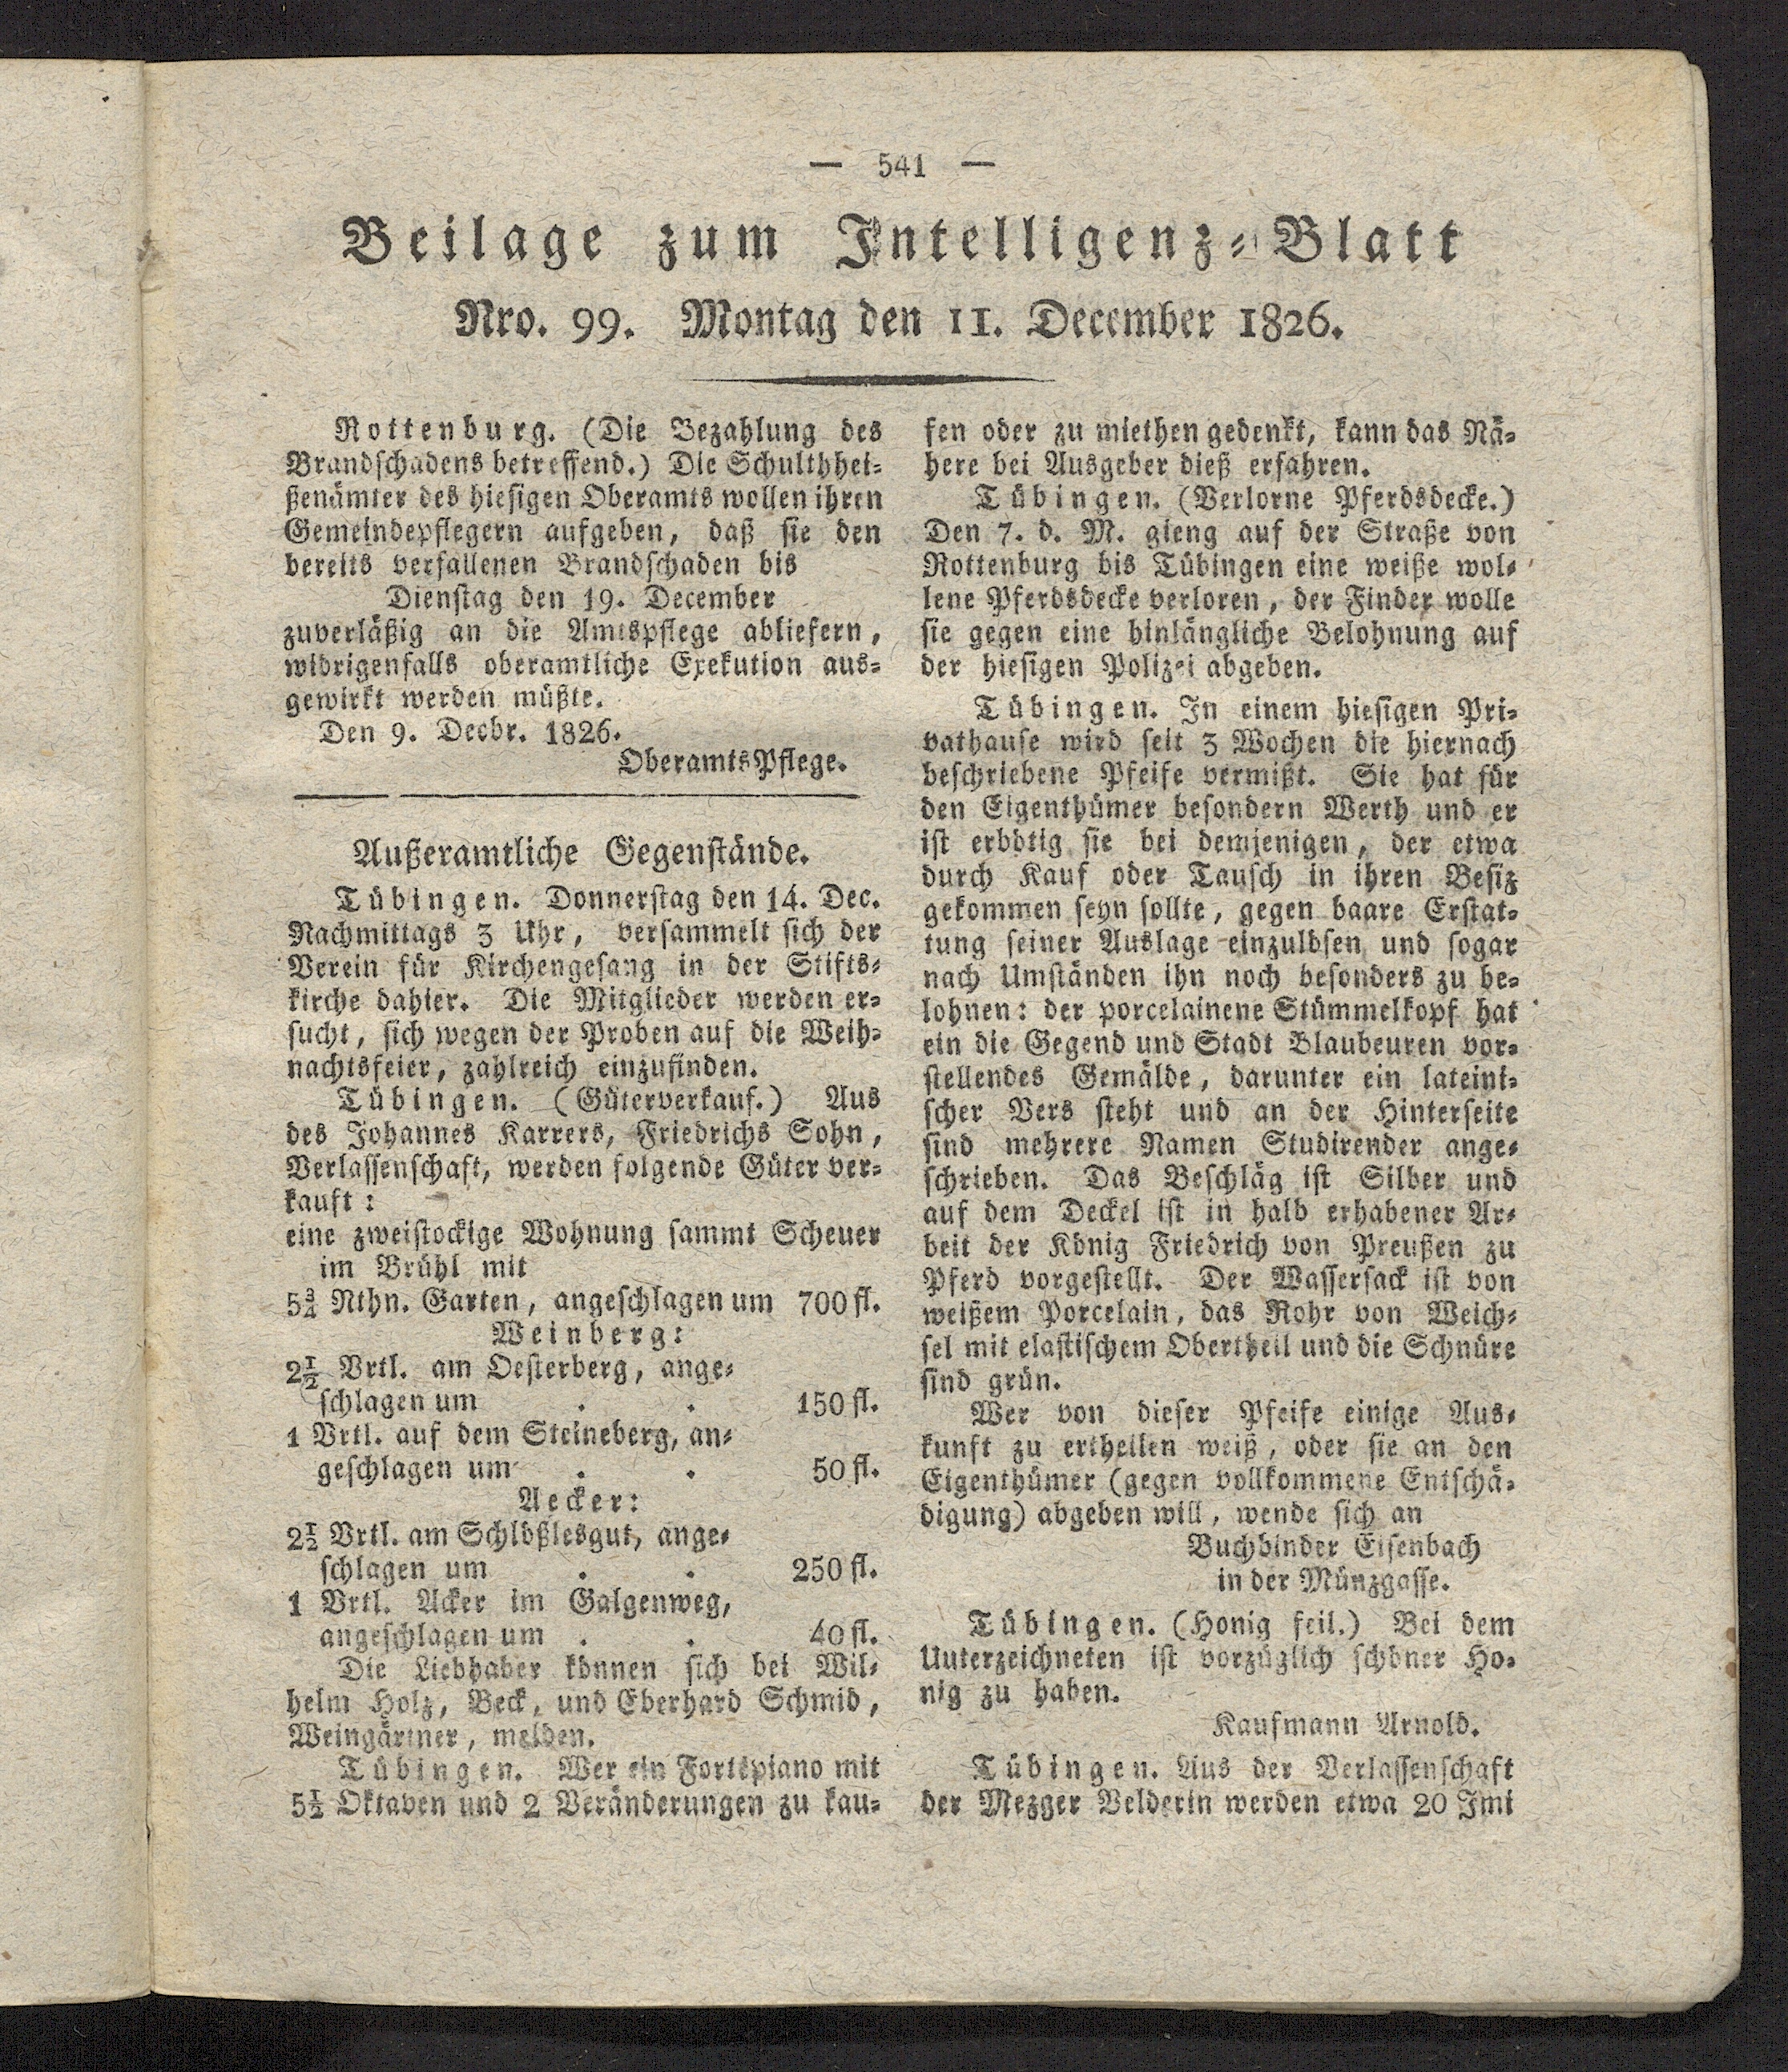 — 541 —
Beilage zum Intelligenz-Blatt
Nro. 99. Montag den 11. December 1826.
Rottenburg. (Die Bezahlung des
Brandschadens betreffend.) Die Schulthhei-
ßenämter des hiesigen Oberamts wollen ihren
Gemeindepflegern aufgeben, daß sie den
bereits verfallenen Brandschaden bis
Dienstag den 19. December
zuverläßig an die Amtspflege abliefern,
widrigenfalls oberamtliche Exekution aus-
gewirkt werden müßte.
Den 9. Decbr. 1826.
OberamtsPflege.
Außeramtliche Gegenstände.
Tübingen. Donnerstag den 14. Dec.
Nachmittags 3 Uhr, versammelt sich der
Verein für Kirchengesang in der Stifts-
kirche dahier. Die Mitglieder werden er-
sucht, sich wegen der Proben auf die Weih-
nachtsfeier, zahlreich einzufinden.
Tübingen. (Güterverkauf.) Aus
des Johannes Karrers, Friedrichs Sohn,
Verlassenschaft, werden folgende Güter ver-
kauft:
eine zweistockige Wohnung sammt Scheuer
im Brühl mit
5¾ Rthn. Garten, angeschlagen um 700 fl.
Weinberg:
2½ Vrtl. am Oesterberg, ange-
schlagen um . . 150 fl.
1 Vrtl. auf dem Steineberg, an-
geschlagen um . . 50 fl.
Aecker:
2½ Vrtl. am Schlößlesgut, ange-
schlagen um . . 250 fl.
1 Vrtl. Acker im Galgenweg,
angeschlagen um . . 40 fl.
Die Liebhaber können sich bei Wil-
helm Holz, Beck, und Eberhard Schmid,
Weingärtner, melden.
Tübingen. Wer ein Fortepiano mit
5½ Oktaven und 2 Veränderungen zu kau-
fen oder zu miethen gedenkt, kann das Nä-
here bei Ausgeber dieß erfahren.
Tübingen. (Verlorne Pferdsdecke.)
Den 7. d. M. gieng auf der Straße von
Rottenburg bis Tübingen eine weiße wol-
lene Pferdsdecke verloren, der Finder wolle
sie gegen eine hinlängliche Belohnung auf
der hiesigen Polizei abgeben.
Tübingen. In einem hiesigen Pri-
vathause wird seit 3 Wochen die hiernach
beschriebene Pfeife vermißt. Sie hat für
den Eigenthümer besondern Werth und er
ist erbötig sie bei demjenigen, der etwa
durch Kauf oder Tausch in ihren Besiz
gekommen seyn sollte, gegen baare Erstat-
tung seiner Auslage einzulösen und sogar
nach Umständen ihn noch besonders zu be-
lohnen: der porcelainene Stümmelkopf hat
ein die Gegend und Stadt Blaubeuren vor-
stellendes Gemälde, darunter ein lateini-
scher Vers steht und an der Hinterseite
sind mehrere Namen Studirender ange-
schrieben. Das Beschläg ist Silber und
auf dem Deckel ist in halb erhabener Ar-
beit der König Friedrich von Preußen zu
Pferd vorgestellt. Der Wassersack ist von
weißem Porcelain, das Rohr von Weich-
sel mit elastischem Obertheil und die Schnüre
sind grün.
Wer von dieser Pfeife einige Aus-
kunft zu ertheilen weiß, oder sie an den
Eigenthümer (gegen vollkommene Entschä-
digung) abgeben will, wende sich an
Buchbinder Eisenbach
in der Münzgasse.
Tübingen. (Honig feil.) Bei dem
Unterzeichneten ist vorzüglich schöner Ho-
nig zu haben.
Kaufmann Arnold.
Tübingen. Aus der Verlassenschaft
der Mezger Velderin werden etwa 20 Imi